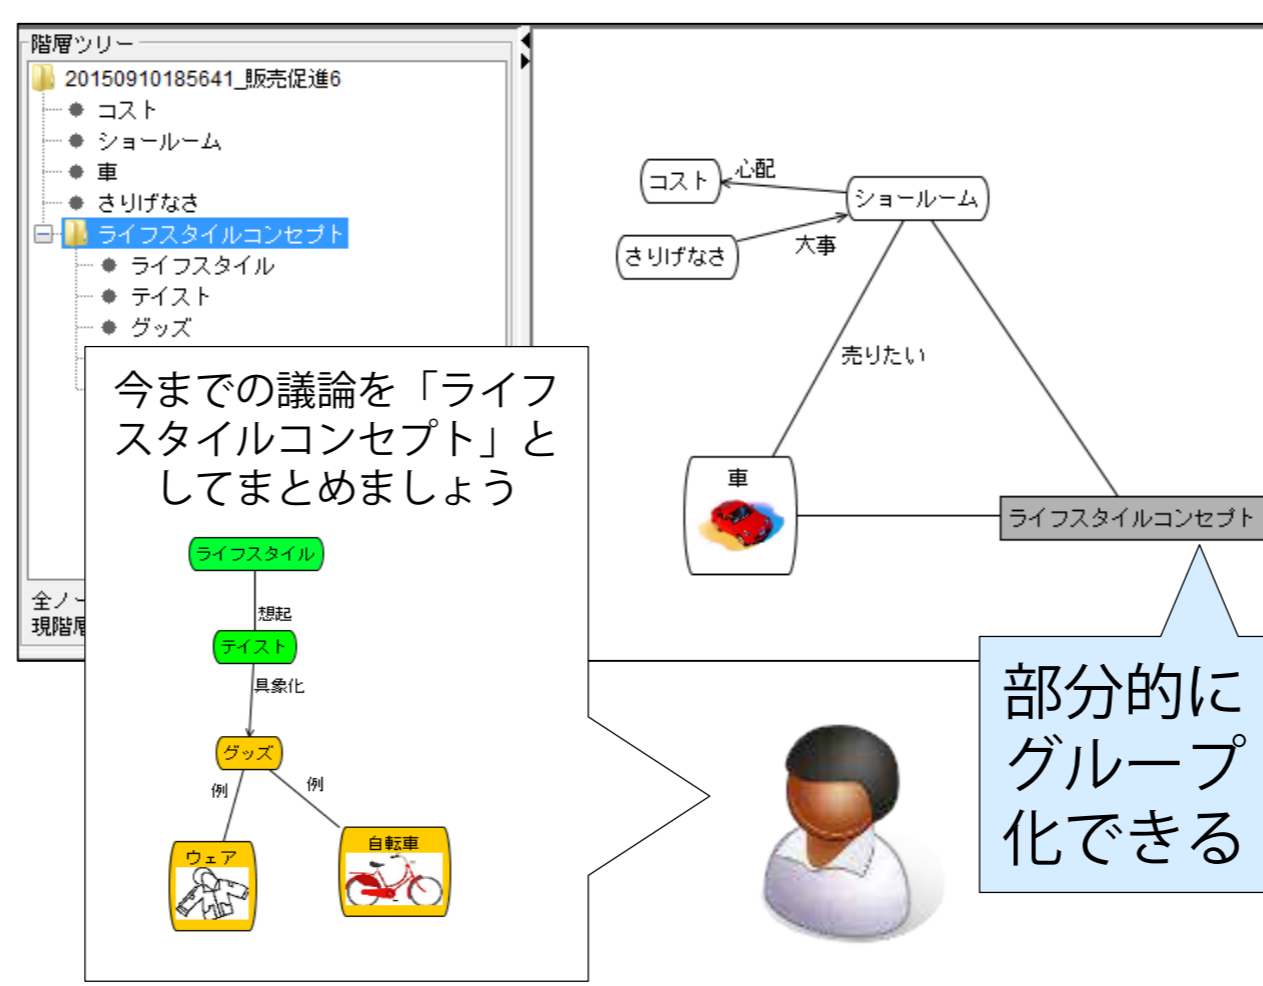 階層ツリー
20150910185641_販売促進6
コスト
ショールーム
車
さりげなさ
ライフスタイルコンセプト
ライフスタイル
テイスト
グッズ
全ノー
現階層
今までの議論を「ライフ
スタイルコンセプト」と
してまとめましょう
ライフスタイル
想起
テイスト
具象化
グッズ
例
例
ウェア
自転車
コスト
心配
ショールーム
さりげなさ
大事
売りたい
車
ライフスタイルコンセプト
部分的に
グループ
化できる